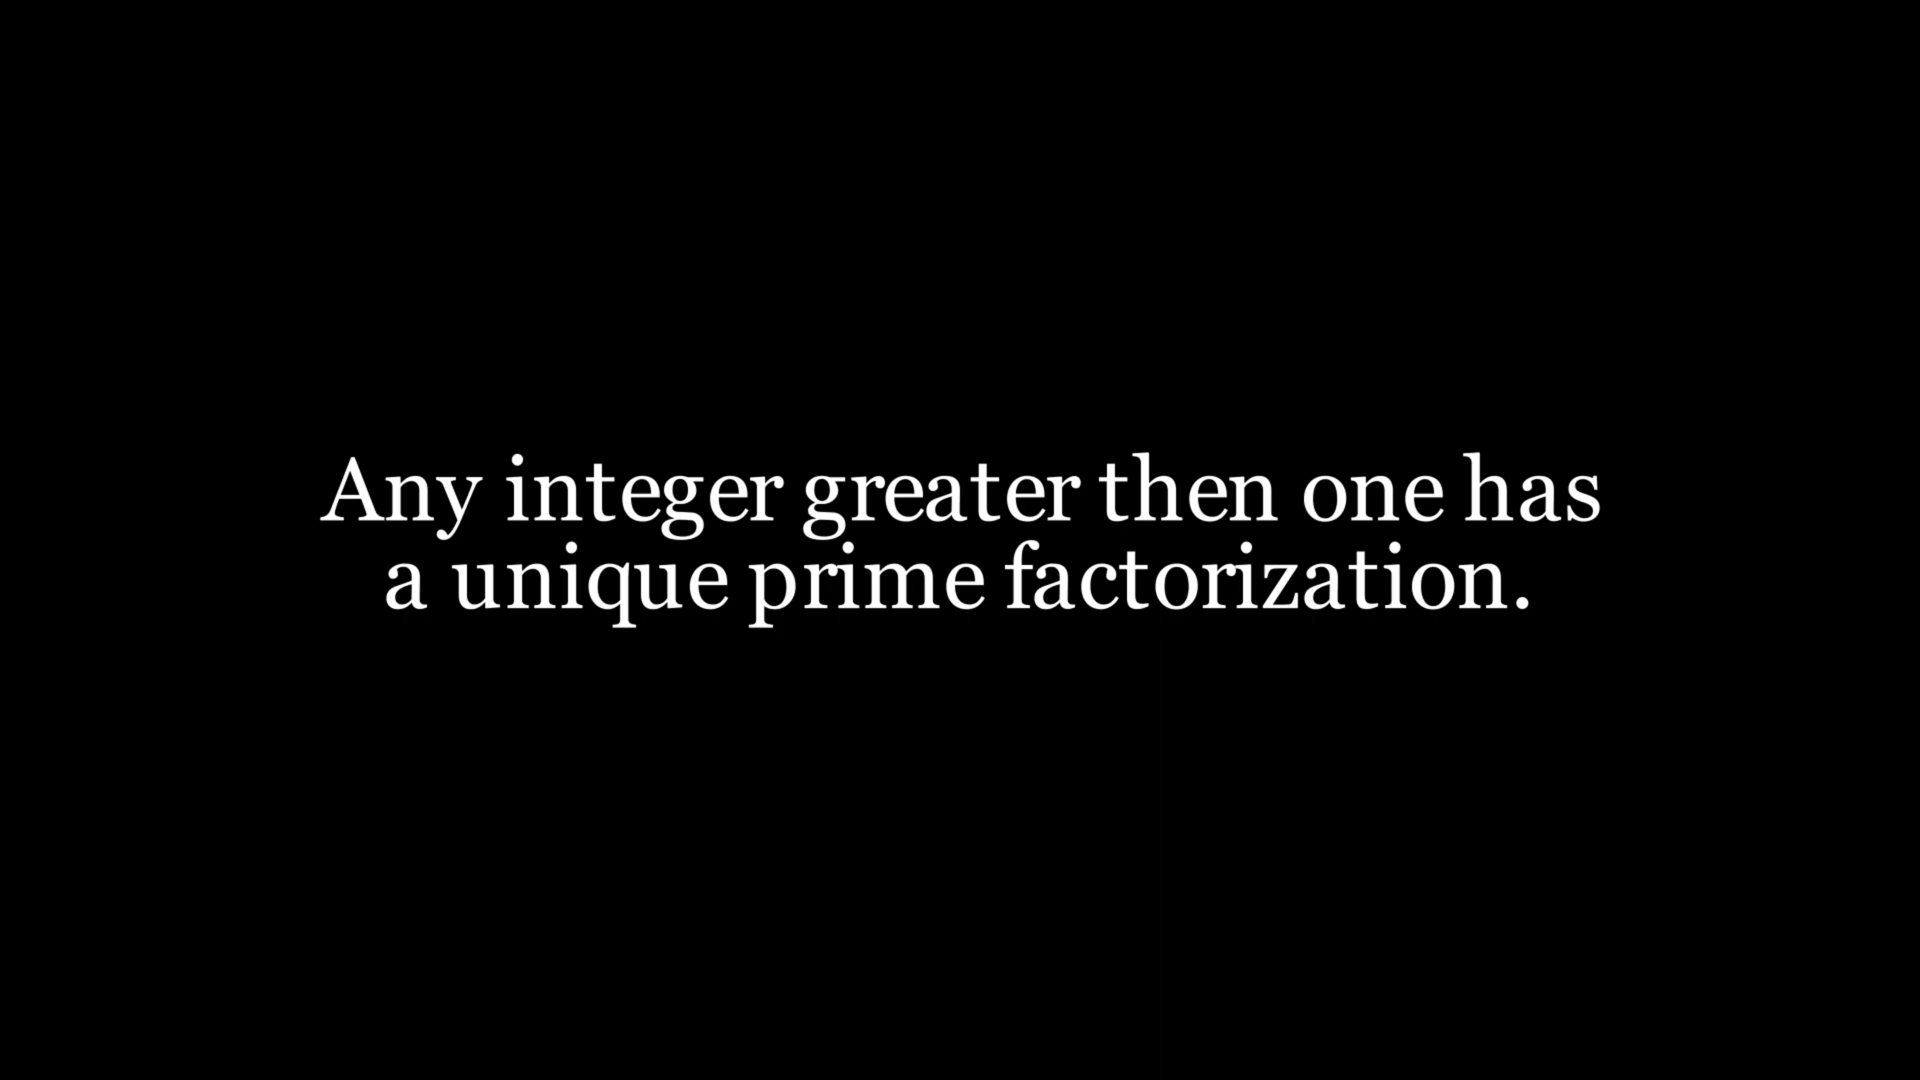 Any integer greater then one has
a unique prime factorization.